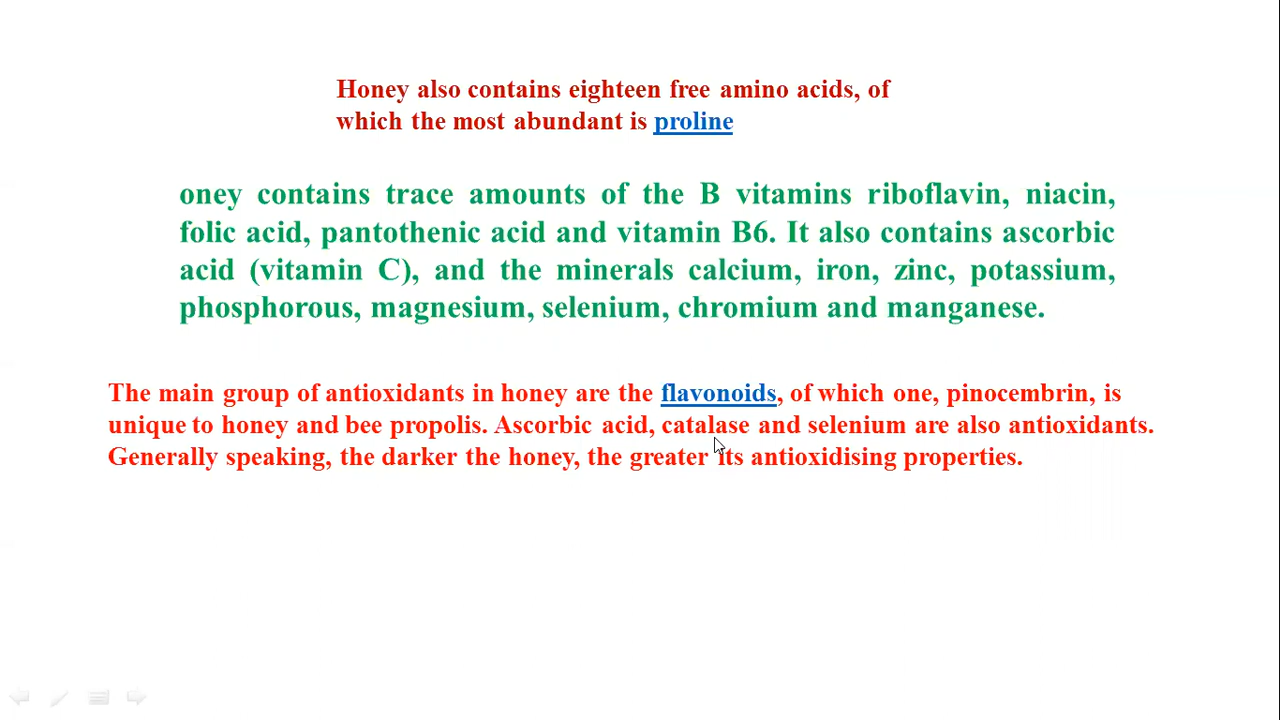 Honey also contains eighteen free amino acids, of
which the most abundant is proline
oney contains trace amounts of the B vitamins riboflavin, niacin,
folic acid, pantothenic acid and vitamin B6. It also contains ascorbic
acid (vitamin C), and the minerals calcium, iron, zinc, potassium,
phosphorous, magnesium, selenium, chromium and manganese.
The main group of antioxidants in honey are the flavonoids, of which one, pinocembrin, is
unique to honey and bee propolis. Ascorbic acid, catalase and selenium are also antioxidants.
Generally speaking, the darker the honey, the greater its antioxidising properties.